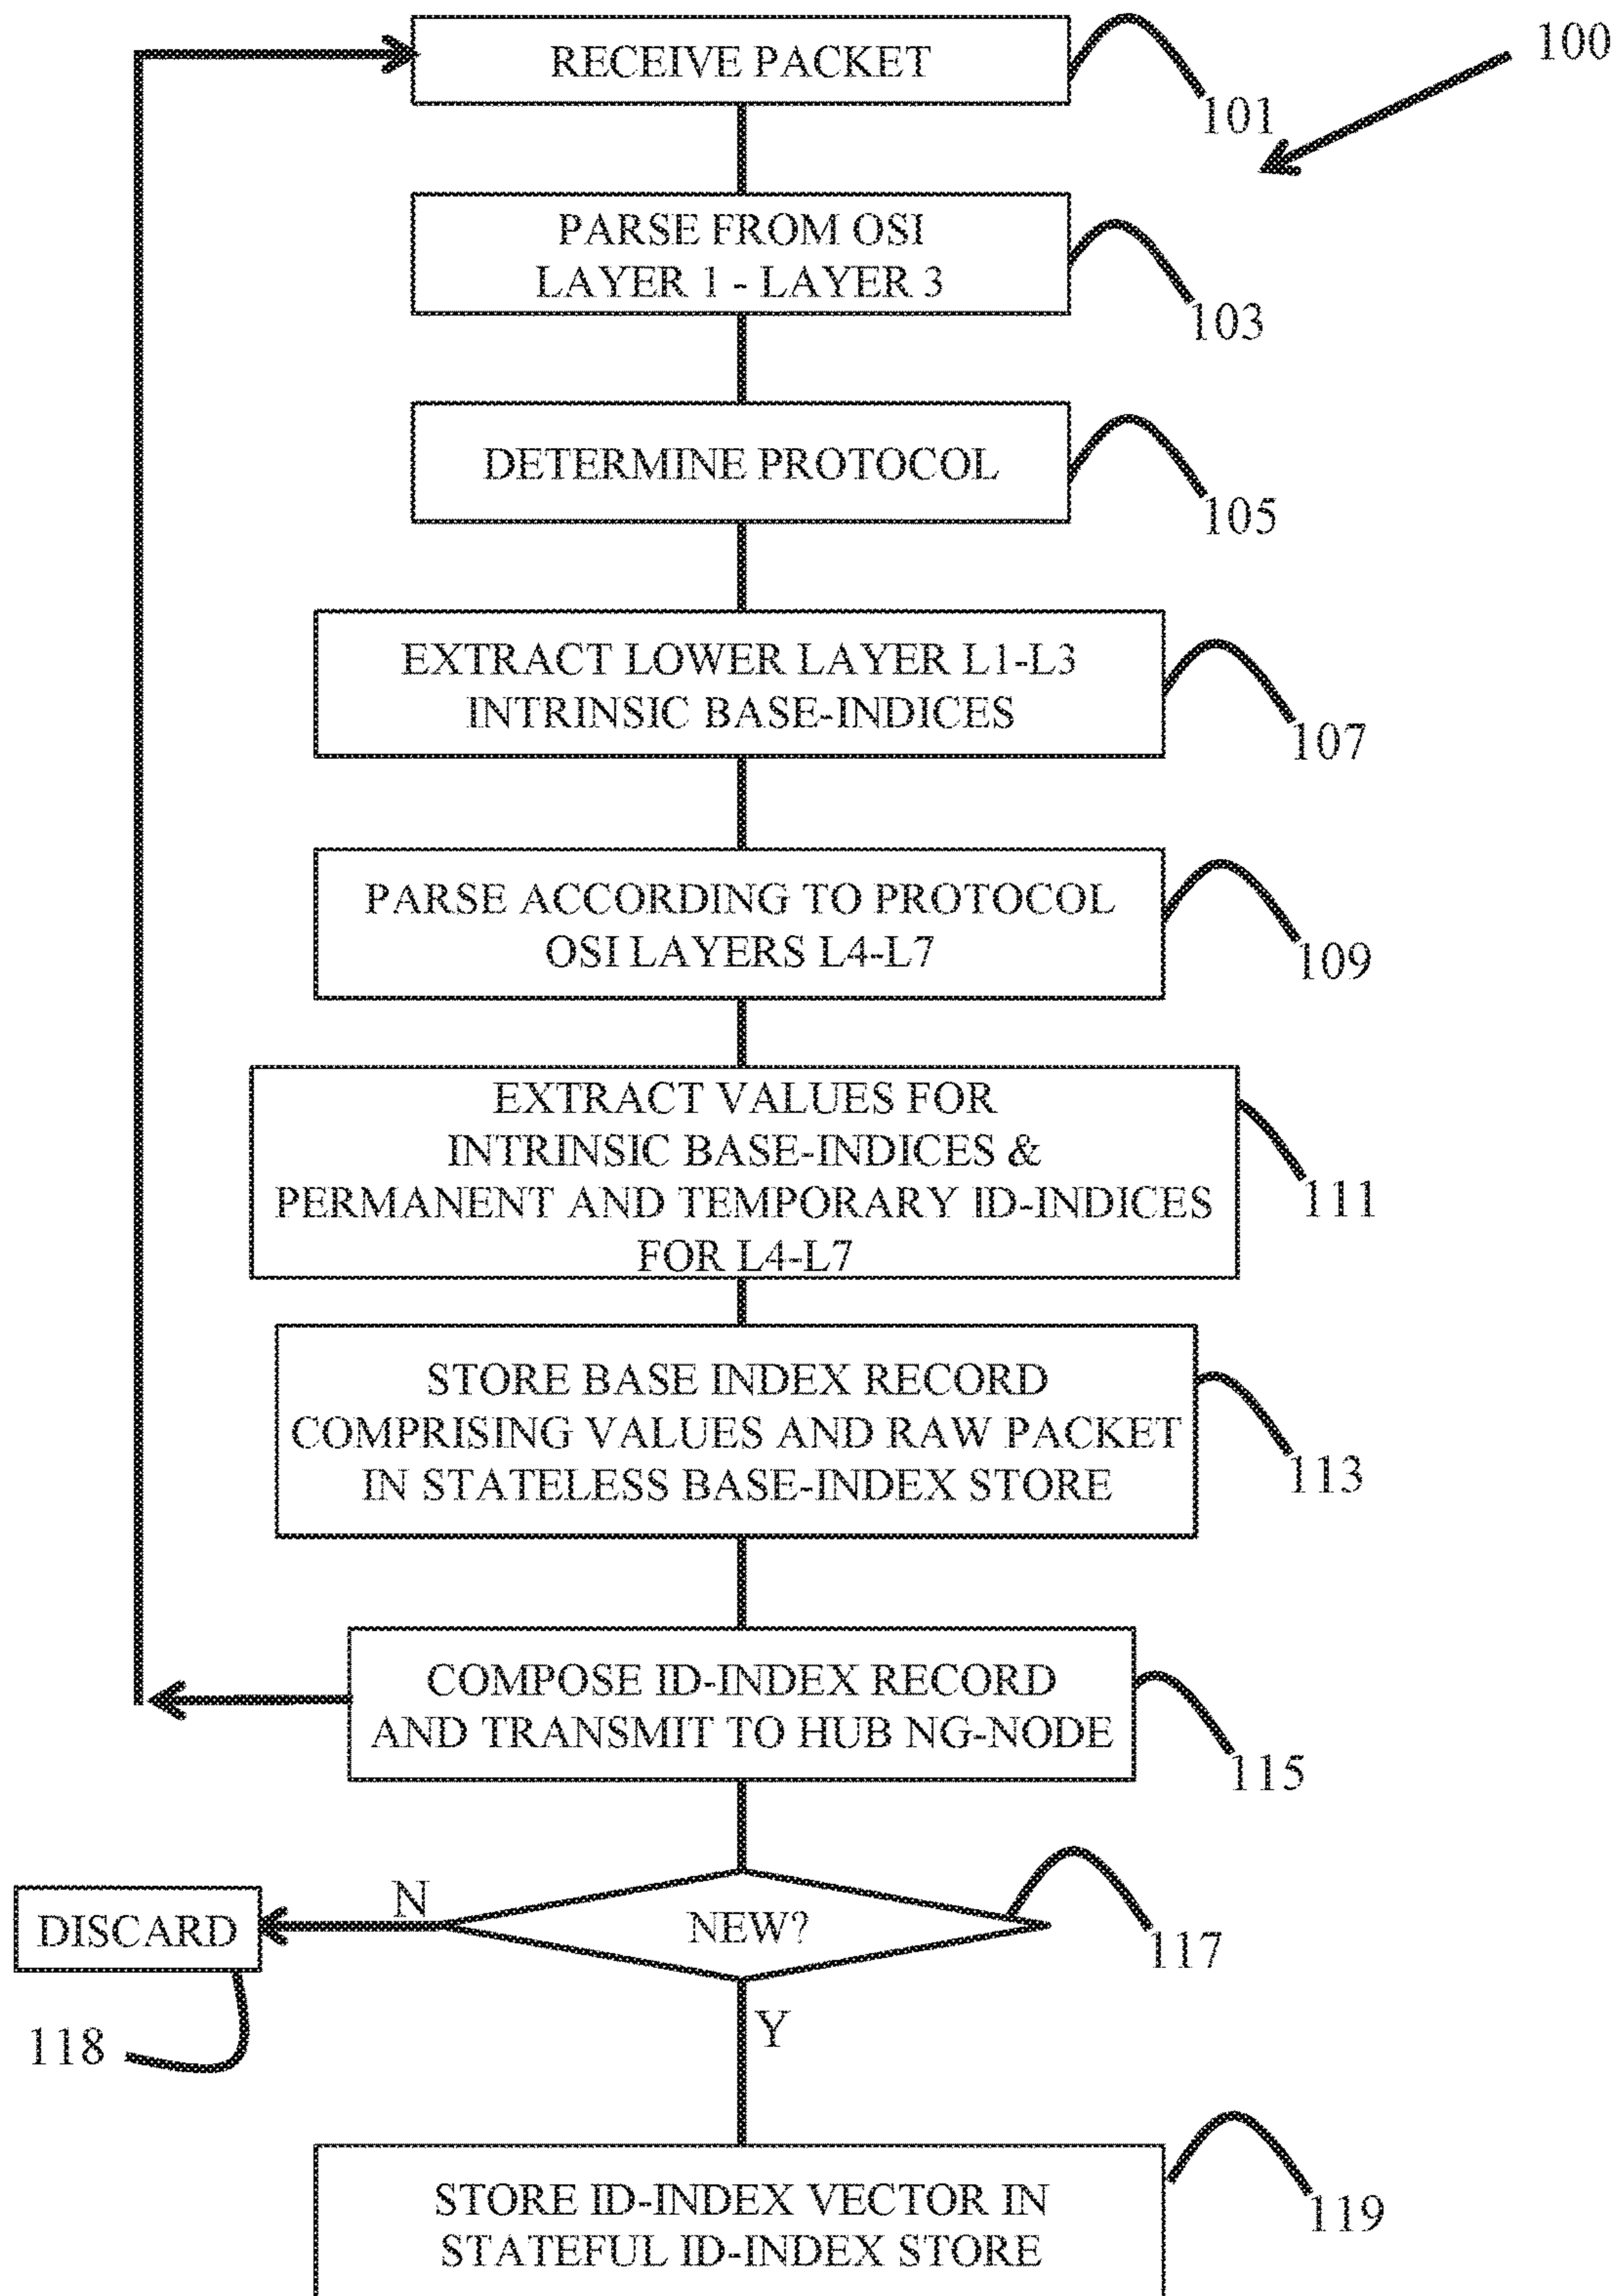 100
RECEIVE PACKET
101
PARSE FROM OSI
LAYER 1 - LAYER 3
103
DETERMINE PROTOCOL
105
EXTRACT LOWER LAYER L1-L3
INTRINSIC BASE-INDICES
107
PARSE ACCORDING TO PROTOCOL
OSI LAYERS L4-L7
109
EXTRACT VALUES FOR
INTRINSIC BASE-INDICES &
PERMANENT AND TEMPORARY ID-INDICES
FOR L4-L7
111
STORE BASE INDEX RECORD
COMPRISING VALUES AND RAW PACKET
IN STATELESS BASE-INDEX STORE
113
COMPOSE ID-INDEX RECORD
AND TRANSMIT TO HUB NG-NODE
115
N
DISCARD
NEW?
117
118
Y
STORE ID-INDEX VECTOR IN
STATEFUL ID-INDEX STORE
119